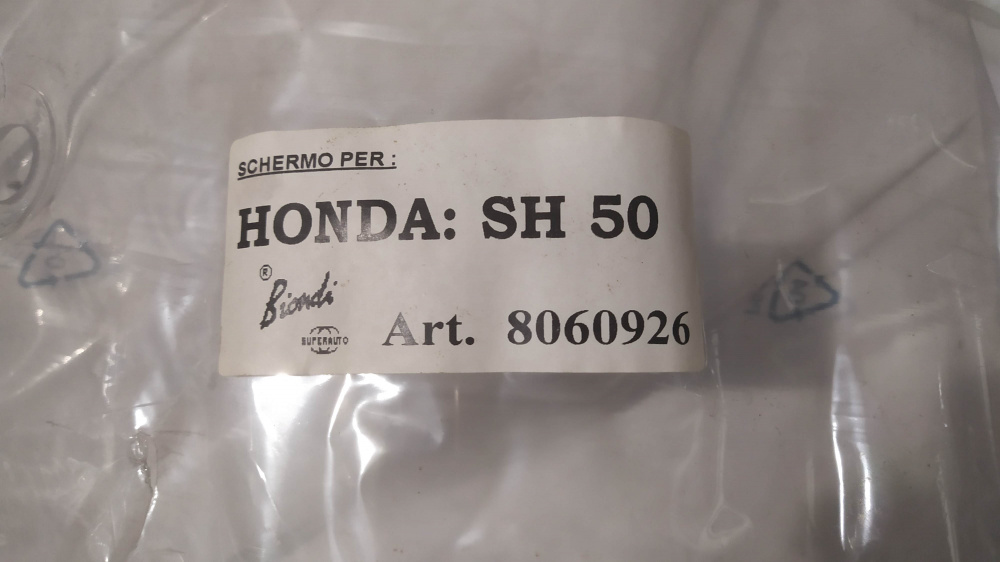 SCHERMO PER :
HONDA: SH 50
®
Biondi
SUPERAUTO
Art. 8060926